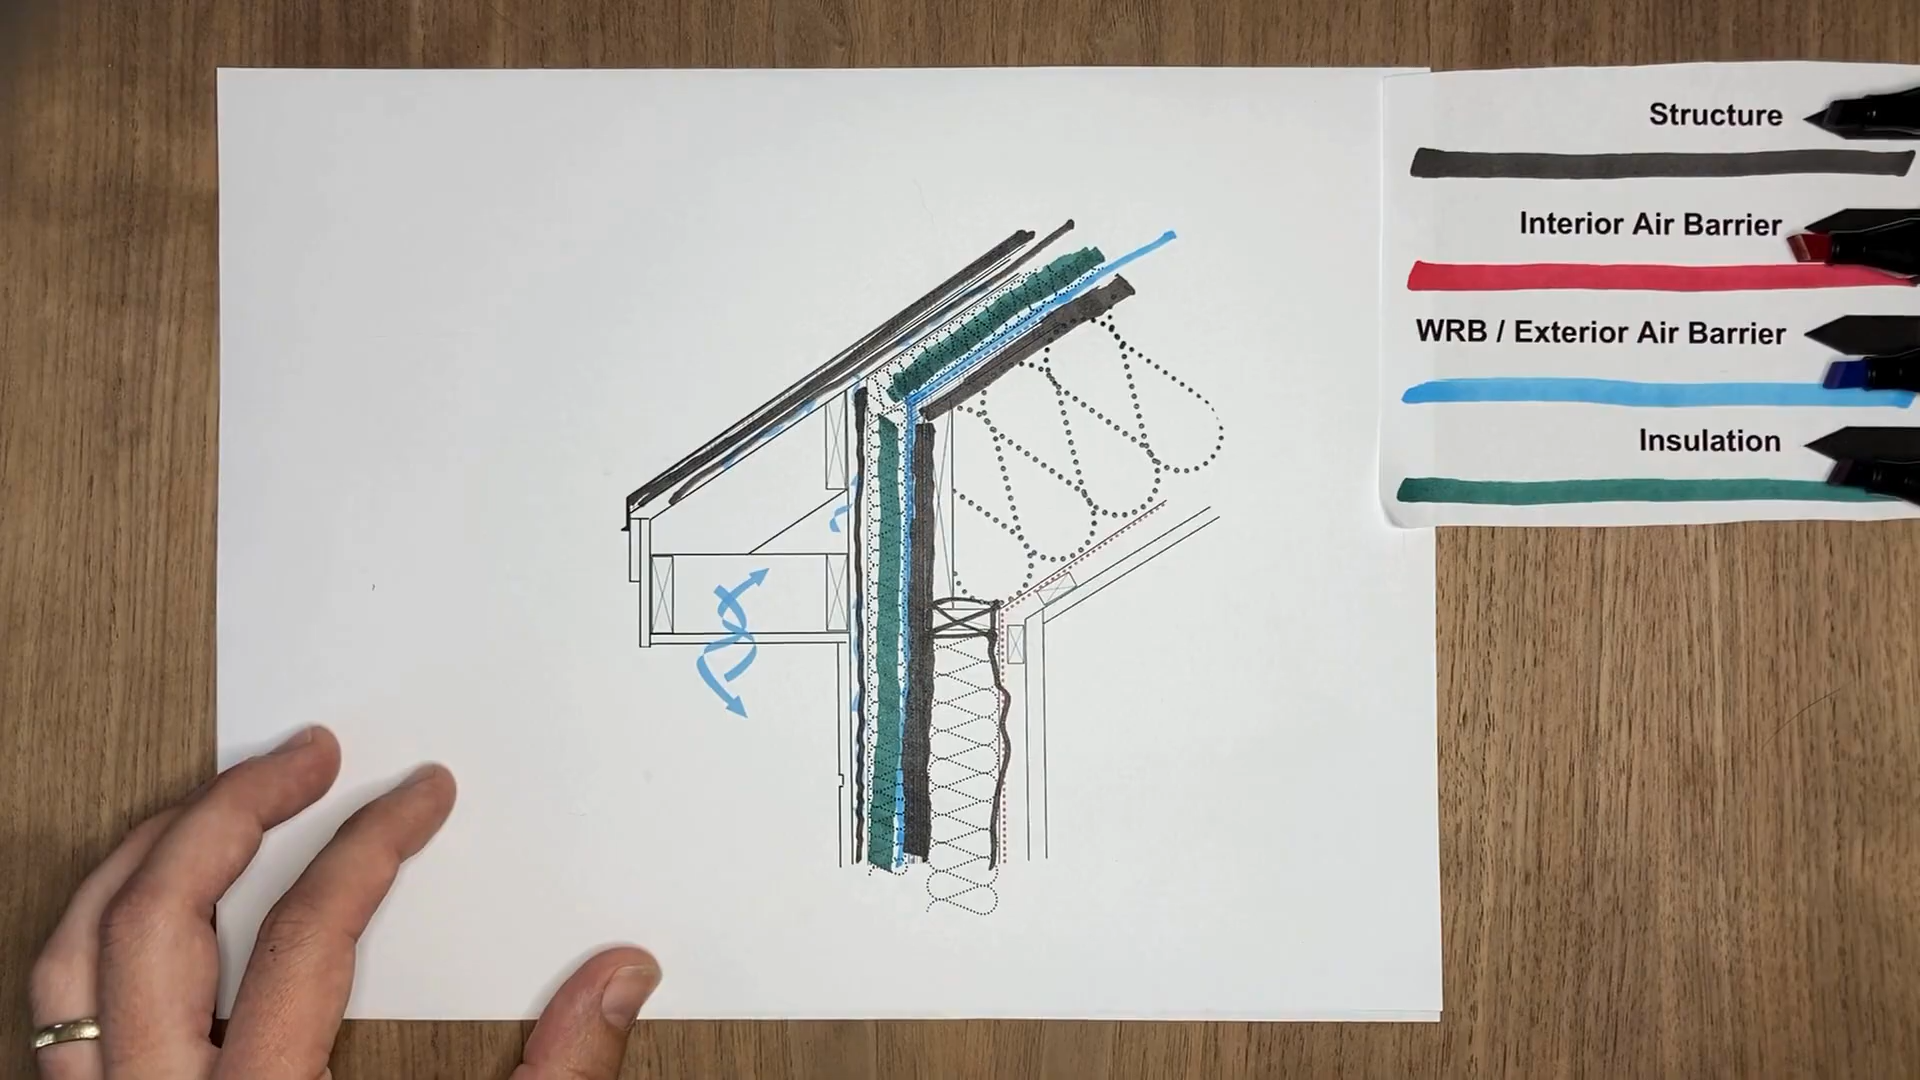 Structure
Interior Air Barrier
WRB / Exterior Air Barrier
Insulation